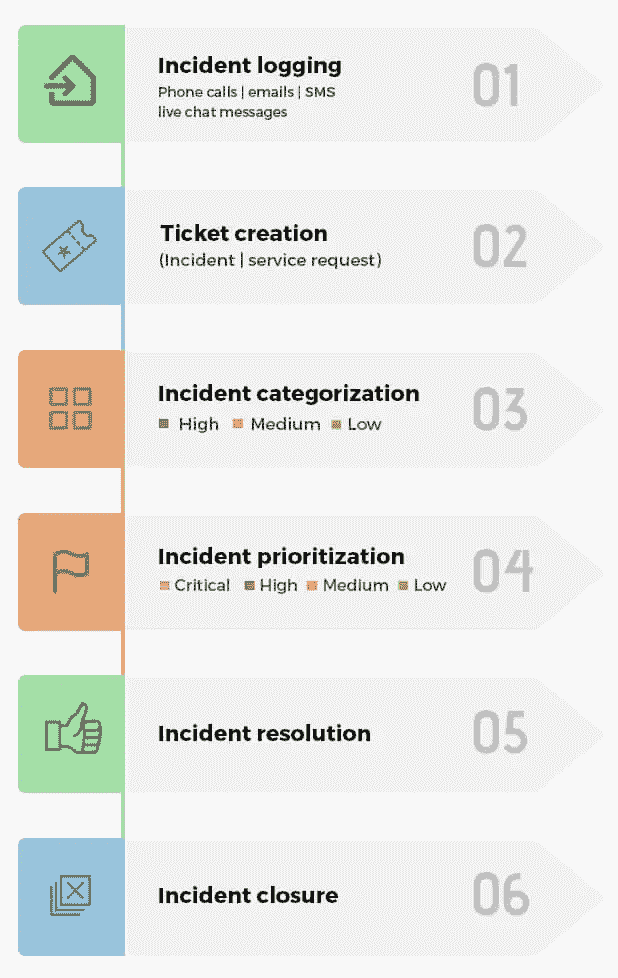 Incident logging
Phone calls | emails | SMS
live chat messages
01
Ticket creation
(Incident | service request)
02
Incident categorization
High Medium Low
03
Incident prioritization
Critical High Medium Low
04
Incident resolution
05
Incident closure
06